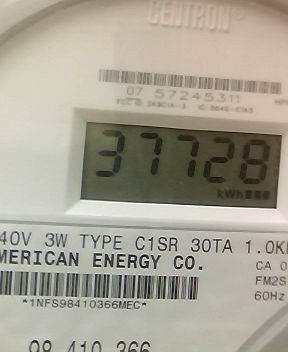 CENTRON®
07 57245311
37728
kWh
40V 3W TYPE C1SR 30TA 1.0K
MERICAN ENERGY CO.
CA 0
FM2S
60Hz
*1NFS98410366MEC*
98 410 366